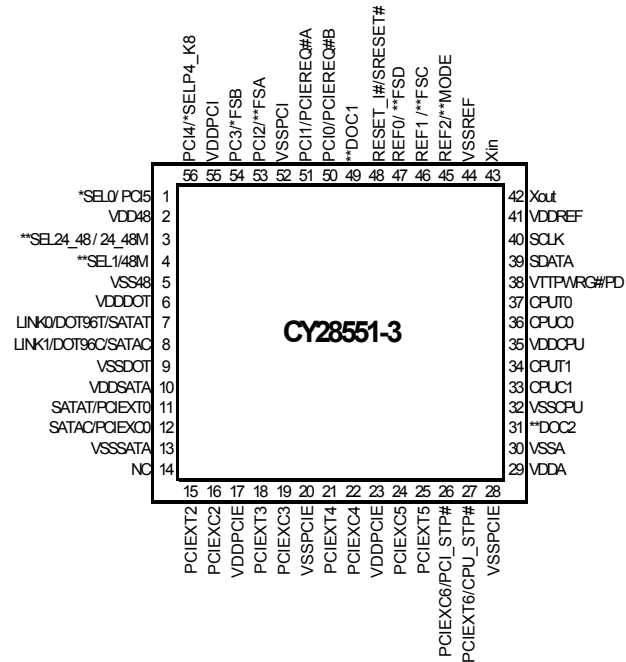 PCI4/*SELP4_K8
VDDPCI
PC3/*FSB
PCI2/**FSA
VSSPCI
PCI1/PCIEREQ#A
PCI0/PCIEREQ#B
**DOC1
RESET_I#/SRESET#
REF0/ **FSD
REF1 /**FSC
REF2/**MODE
VSSREF
Xin
56 55 54 53 52 51 50 49 48 47 46 45 44 43
*SEL0/ PCI5 1
VDD48 2
**SEL24_48 / 24_48M 3
**SEL1/48M 4
VSS48 5
VDDDOT 6
LINK0/DOT96T/SATAT 7
LINK1/DOT96C/SATAC 8
VSSDOT 9
VDDSATA 10
SATAT/PCIEXT0 11
SATAC/PCIEXC0 12
VSSSATA 13
NC 14
CY28551-3
42 Xout
41 VDDREF
40 SCLK
39 SDATA
38 VTTPWRG#/PD
37 CPUT0
36 CPUC0
35 VDDCPU
34 CPUT1
33 CPUC1
32 VSSCPU
31 **DOC2
30 VSSA
29 VDDA
15 16 17 18 19 20 21 22 23 24 25 26 27 28
PCIEXT2
PCIEXC2
VDDPCIE
PCIEXT3
PCIEXC3
VSSPCIE
PCIEXT4
PCIEXC4
VDDPCIE
PCIEXC5
PCIEXT5
PCIEXC6/PCI_STP#
PCIEXT6/CPU_STP#
VSSPCIE